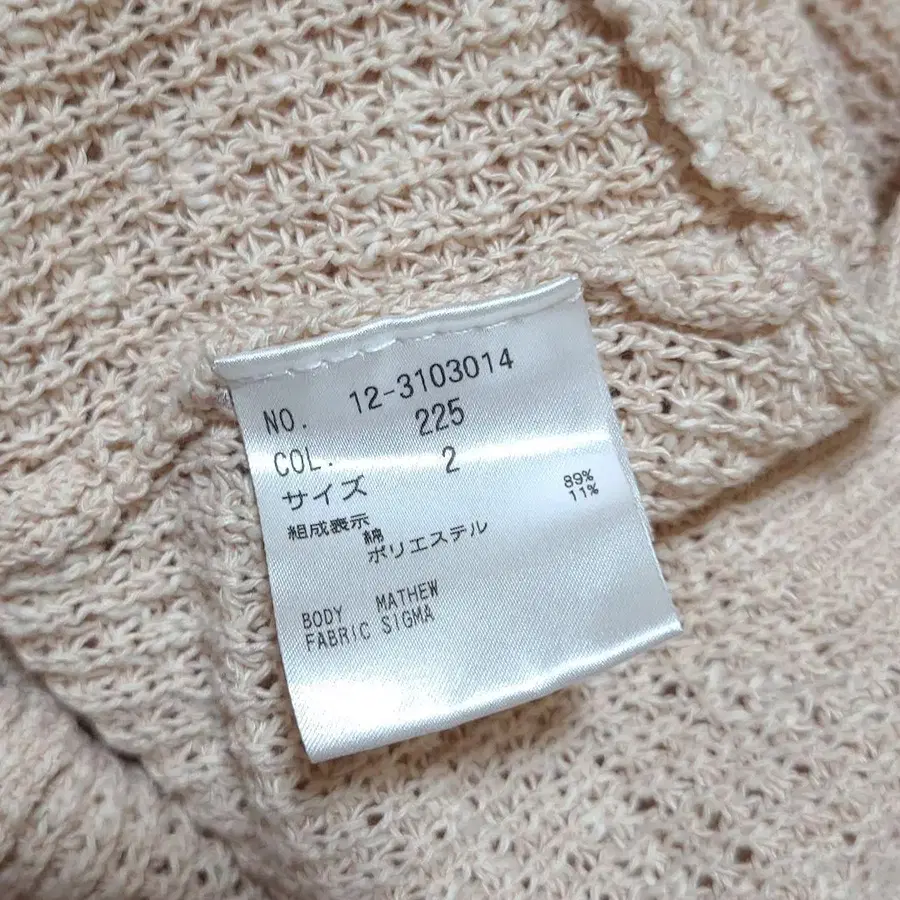 NO. 12-3103014
COL. 225
サイズ 2
組成表示
綿 89%
ポリエステル 11%
BODY MATHEW
FABRIC SIGMA